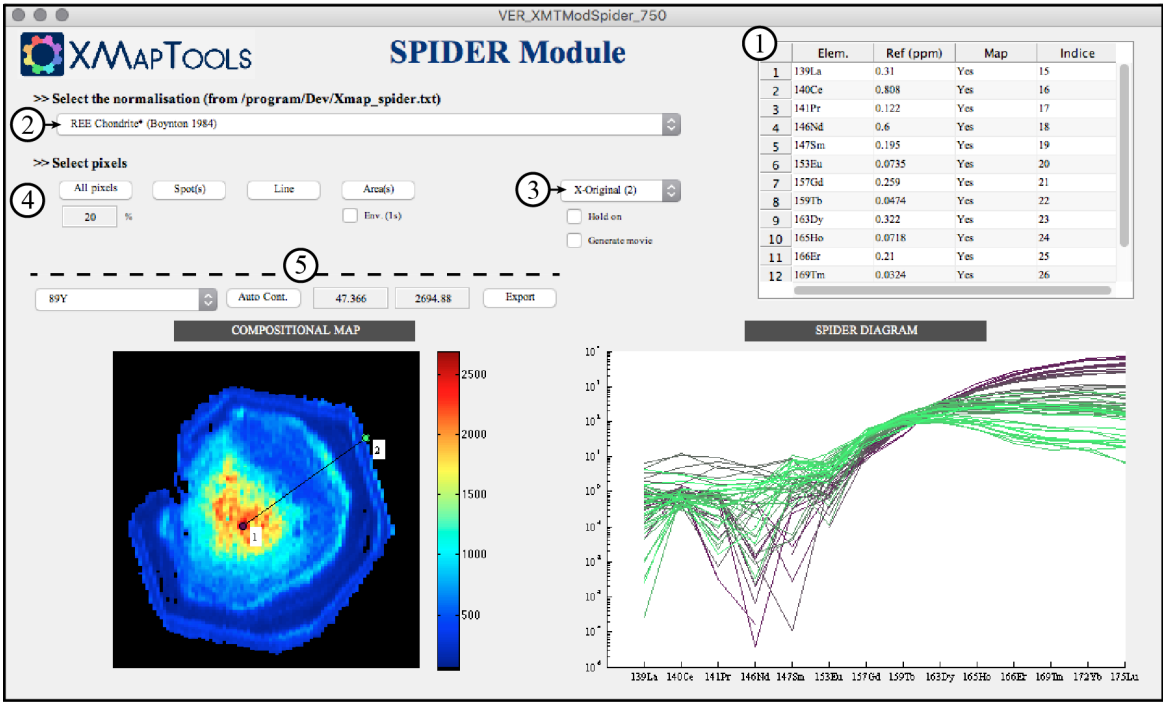 VER_XMTModSpider_750
XMAPTOOLS
SPIDER Module
1
Elem. Ref (ppm) Map Indice
1 139La 0.31 Yes 15
2 140Ce 0.808 Yes 16
3 141Pr 0.122 Yes 17
4 146Nd 0.6 Yes 18
5 147Sm 0.195 Yes 19
6 153Eu 0.0735 Yes 20
7 157Gd 0.259 Yes 21
8 159Tb 0.0474 Yes 22
9 163Dy 0.322 Yes 23
10 165Ho 0.0718 Yes 24
11 166Er 0.21 Yes 25
12 169Tm 0.0324 Yes 26
>> Select the normalisation (from /program/Dev/Xmap_spider.txt)
2 REE Chondrite* (Boynton 1984)
>> Select pixels
4 All pixels Spot(s) Line Area(s)
20 % Env. (1s)
3 X-Original (2)
Hold on
Generate movie
5
89Y Auto Cont. 47.366 2694.88 Export
COMPOSITIONAL MAP
2
1
2500
2000
1500
1000
500
SPIDER DIAGRAM
10⁰
139La 140Ce 141Pr 146Nd 147Sm 153Eu 157Gd 159Tb 163Dy 165Ho 166Er 169Tm 172Yb 175Lu